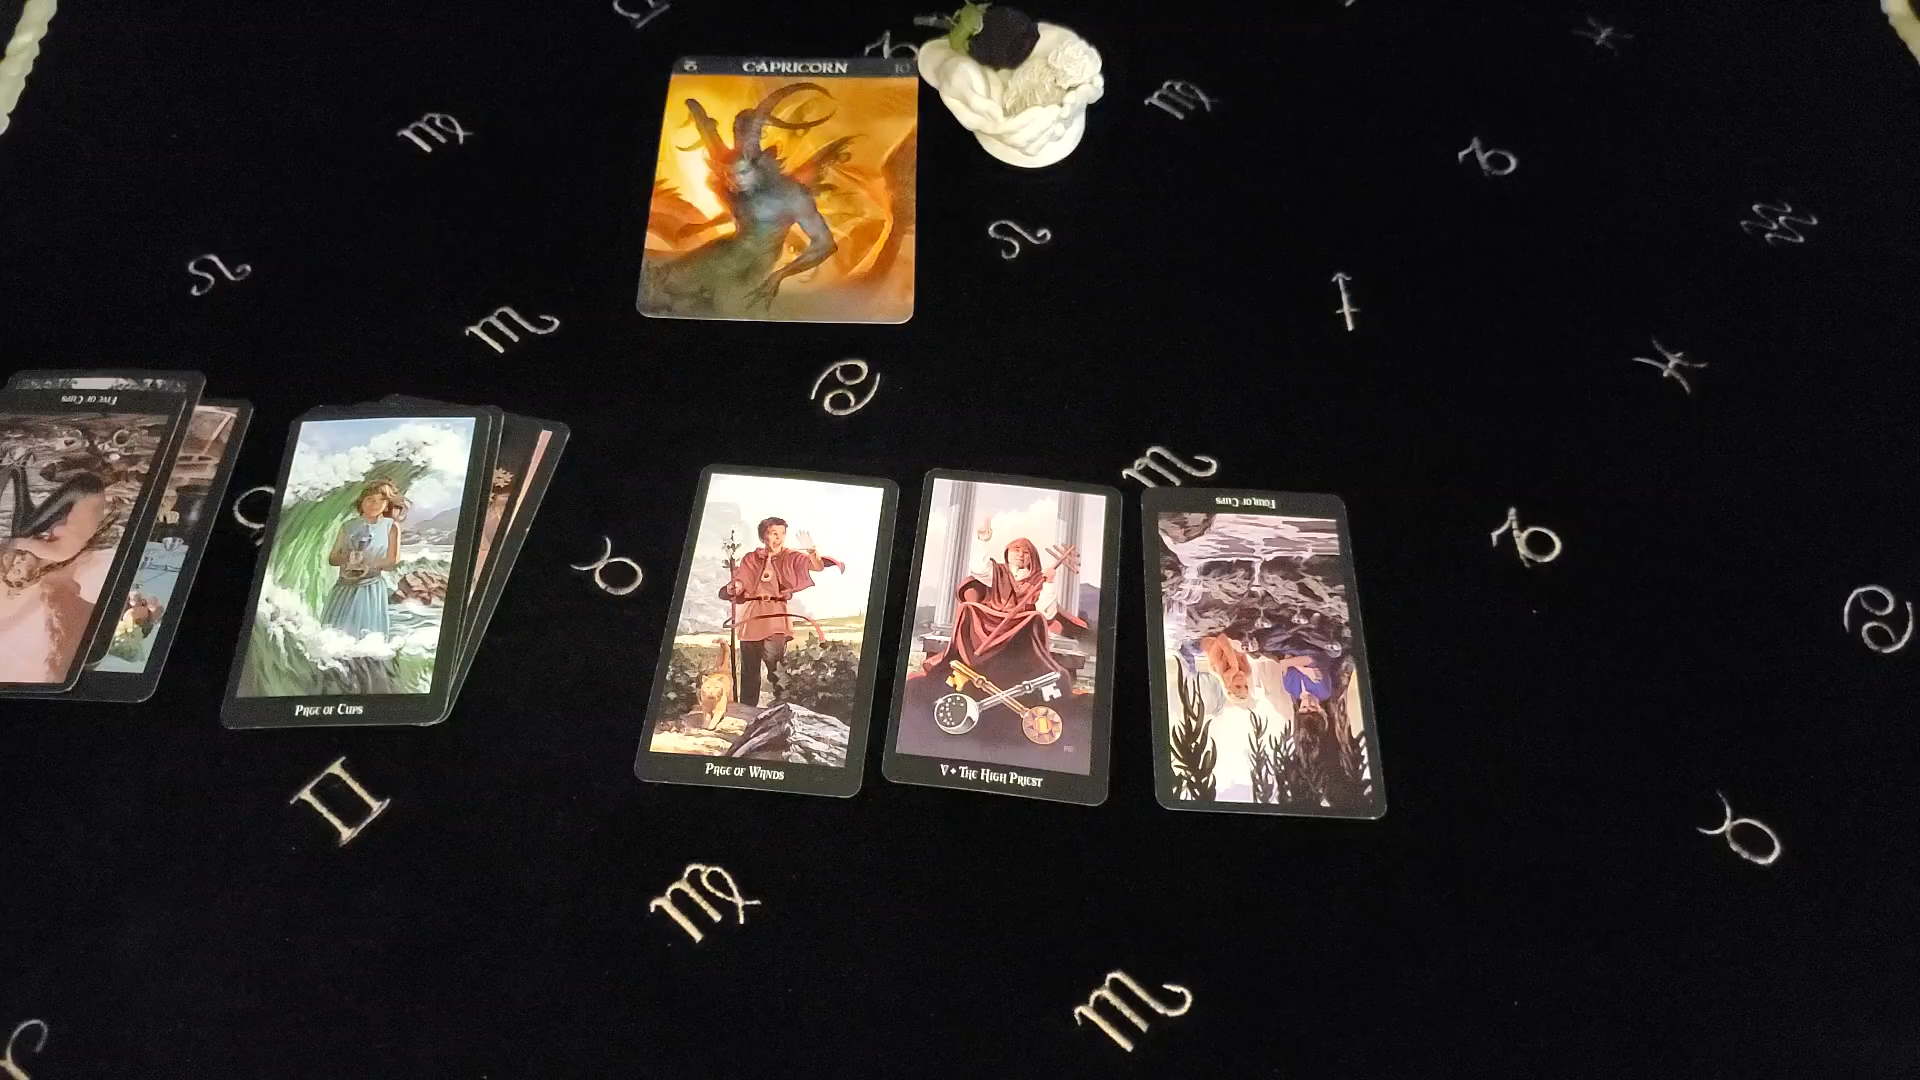 CAPRICORN 10
FIVE OF CUPS
PAGE OF CUPS
PAGE OF WANDS
V ♦ THE HIGH PRIEST
FOUR OF CUPS